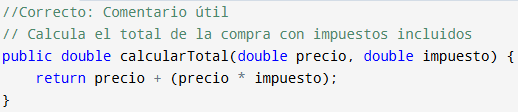 //Correcto: Comentario útil
// Calcula el total de la compra con impuestos incluidos
public double calcularTotal(double precio, double impuesto) {
    return precio + (precio * impuesto);
}